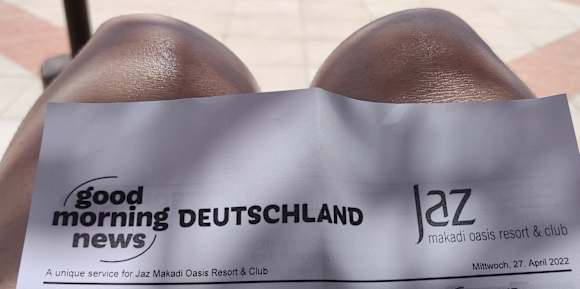 good
morning
news
DEUTSCHLAND
Jaz
makadi oasis resort & club
A unique service for Jaz Makadi Oasis Resort & Club
Mittwoch, 27. April 2022